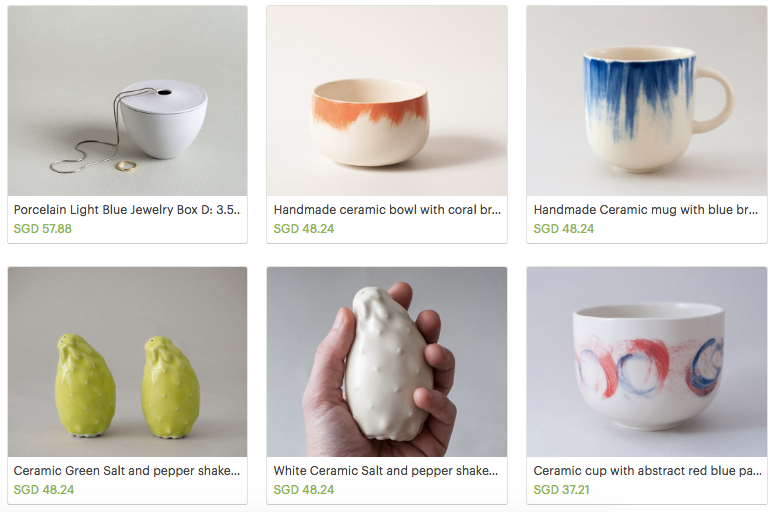 Porcelain Light Blue Jewelry Box D: 3.5...
SGD 57.88
Handmade ceramic bowl with coral br...
SGD 48.24
Handmade Ceramic mug with blue br...
SGD 48.24
Ceramic Green Salt and pepper shake...
SGD 48.24
White Ceramic Salt and pepper shake...
SGD 48.24
Ceramic cup with abstract red blue pa...
SGD 37.21